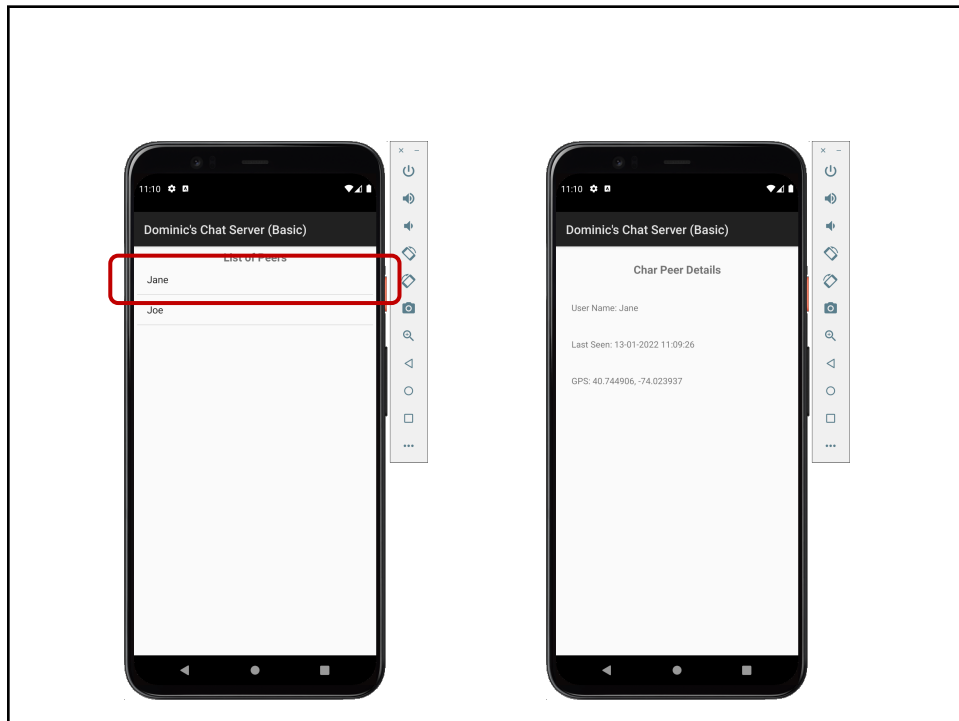 11:10
Dominic's Chat Server (Basic)
List of Peers
Jane
Joe
11:10
Dominic's Chat Server (Basic)
Char Peer Details
User Name: Jane
Last Seen: 13-01-2022 11:09:26
GPS: 40.744906, -74.023937